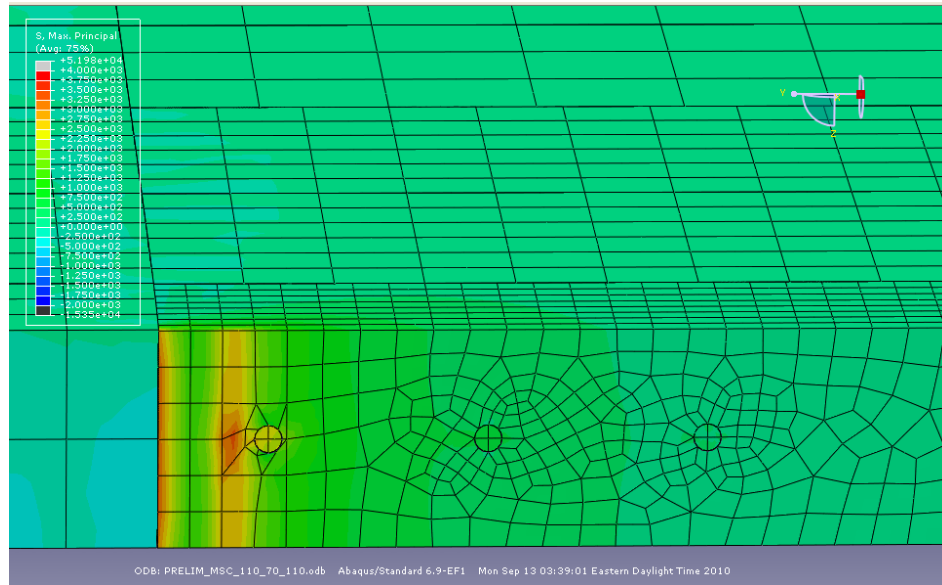 S, Max. Principal
(Avg: 75%)
+5.198e+04
+4.000e+03
+3.750e+03
+3.500e+03
+3.250e+03
+3.000e+03
+2.750e+03
+2.500e+03
+2.250e+03
+2.000e+03
+1.750e+03
+1.500e+03
+1.250e+03
+1.000e+03
+7.500e+02
+5.000e+02
+2.500e+02
+0.000e+00
-2.500e+02
-5.000e+02
-7.500e+02
-1.000e+03
-1.250e+03
-1.500e+03
-1.750e+03
-2.000e+03
-1.535e+04
Y
X
Z
ODB: PRELIM_MSC_110_70_110.odb Abaqus/Standard 6.9-EF1 Mon Sep 13 03:39:01 Eastern Daylight Time 2010